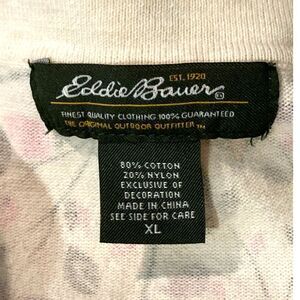 EST. 1920
Eddie Bauer®
FINEST QUALITY CLOTHING 100% GUARANTEED
THE ORIGINAL OUTDOOR OUTFITTER™
80% COTTON
20% NYLON
EXCLUSIVE OF
DECORATION
MADE IN CHINA
SEE SIDE FOR CARE
XL